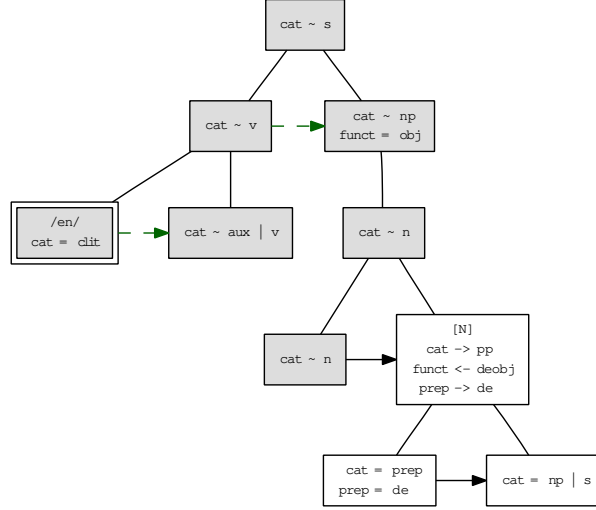 cat ~ s
cat ~ v
cat ~ np
funct = obj
/en/
cat = clit
cat ~ aux | v
cat ~ n
cat ~ n
[N]
cat -> pp
funct <- deobj
prep -> de
cat = prep
prep = de
cat = np | s